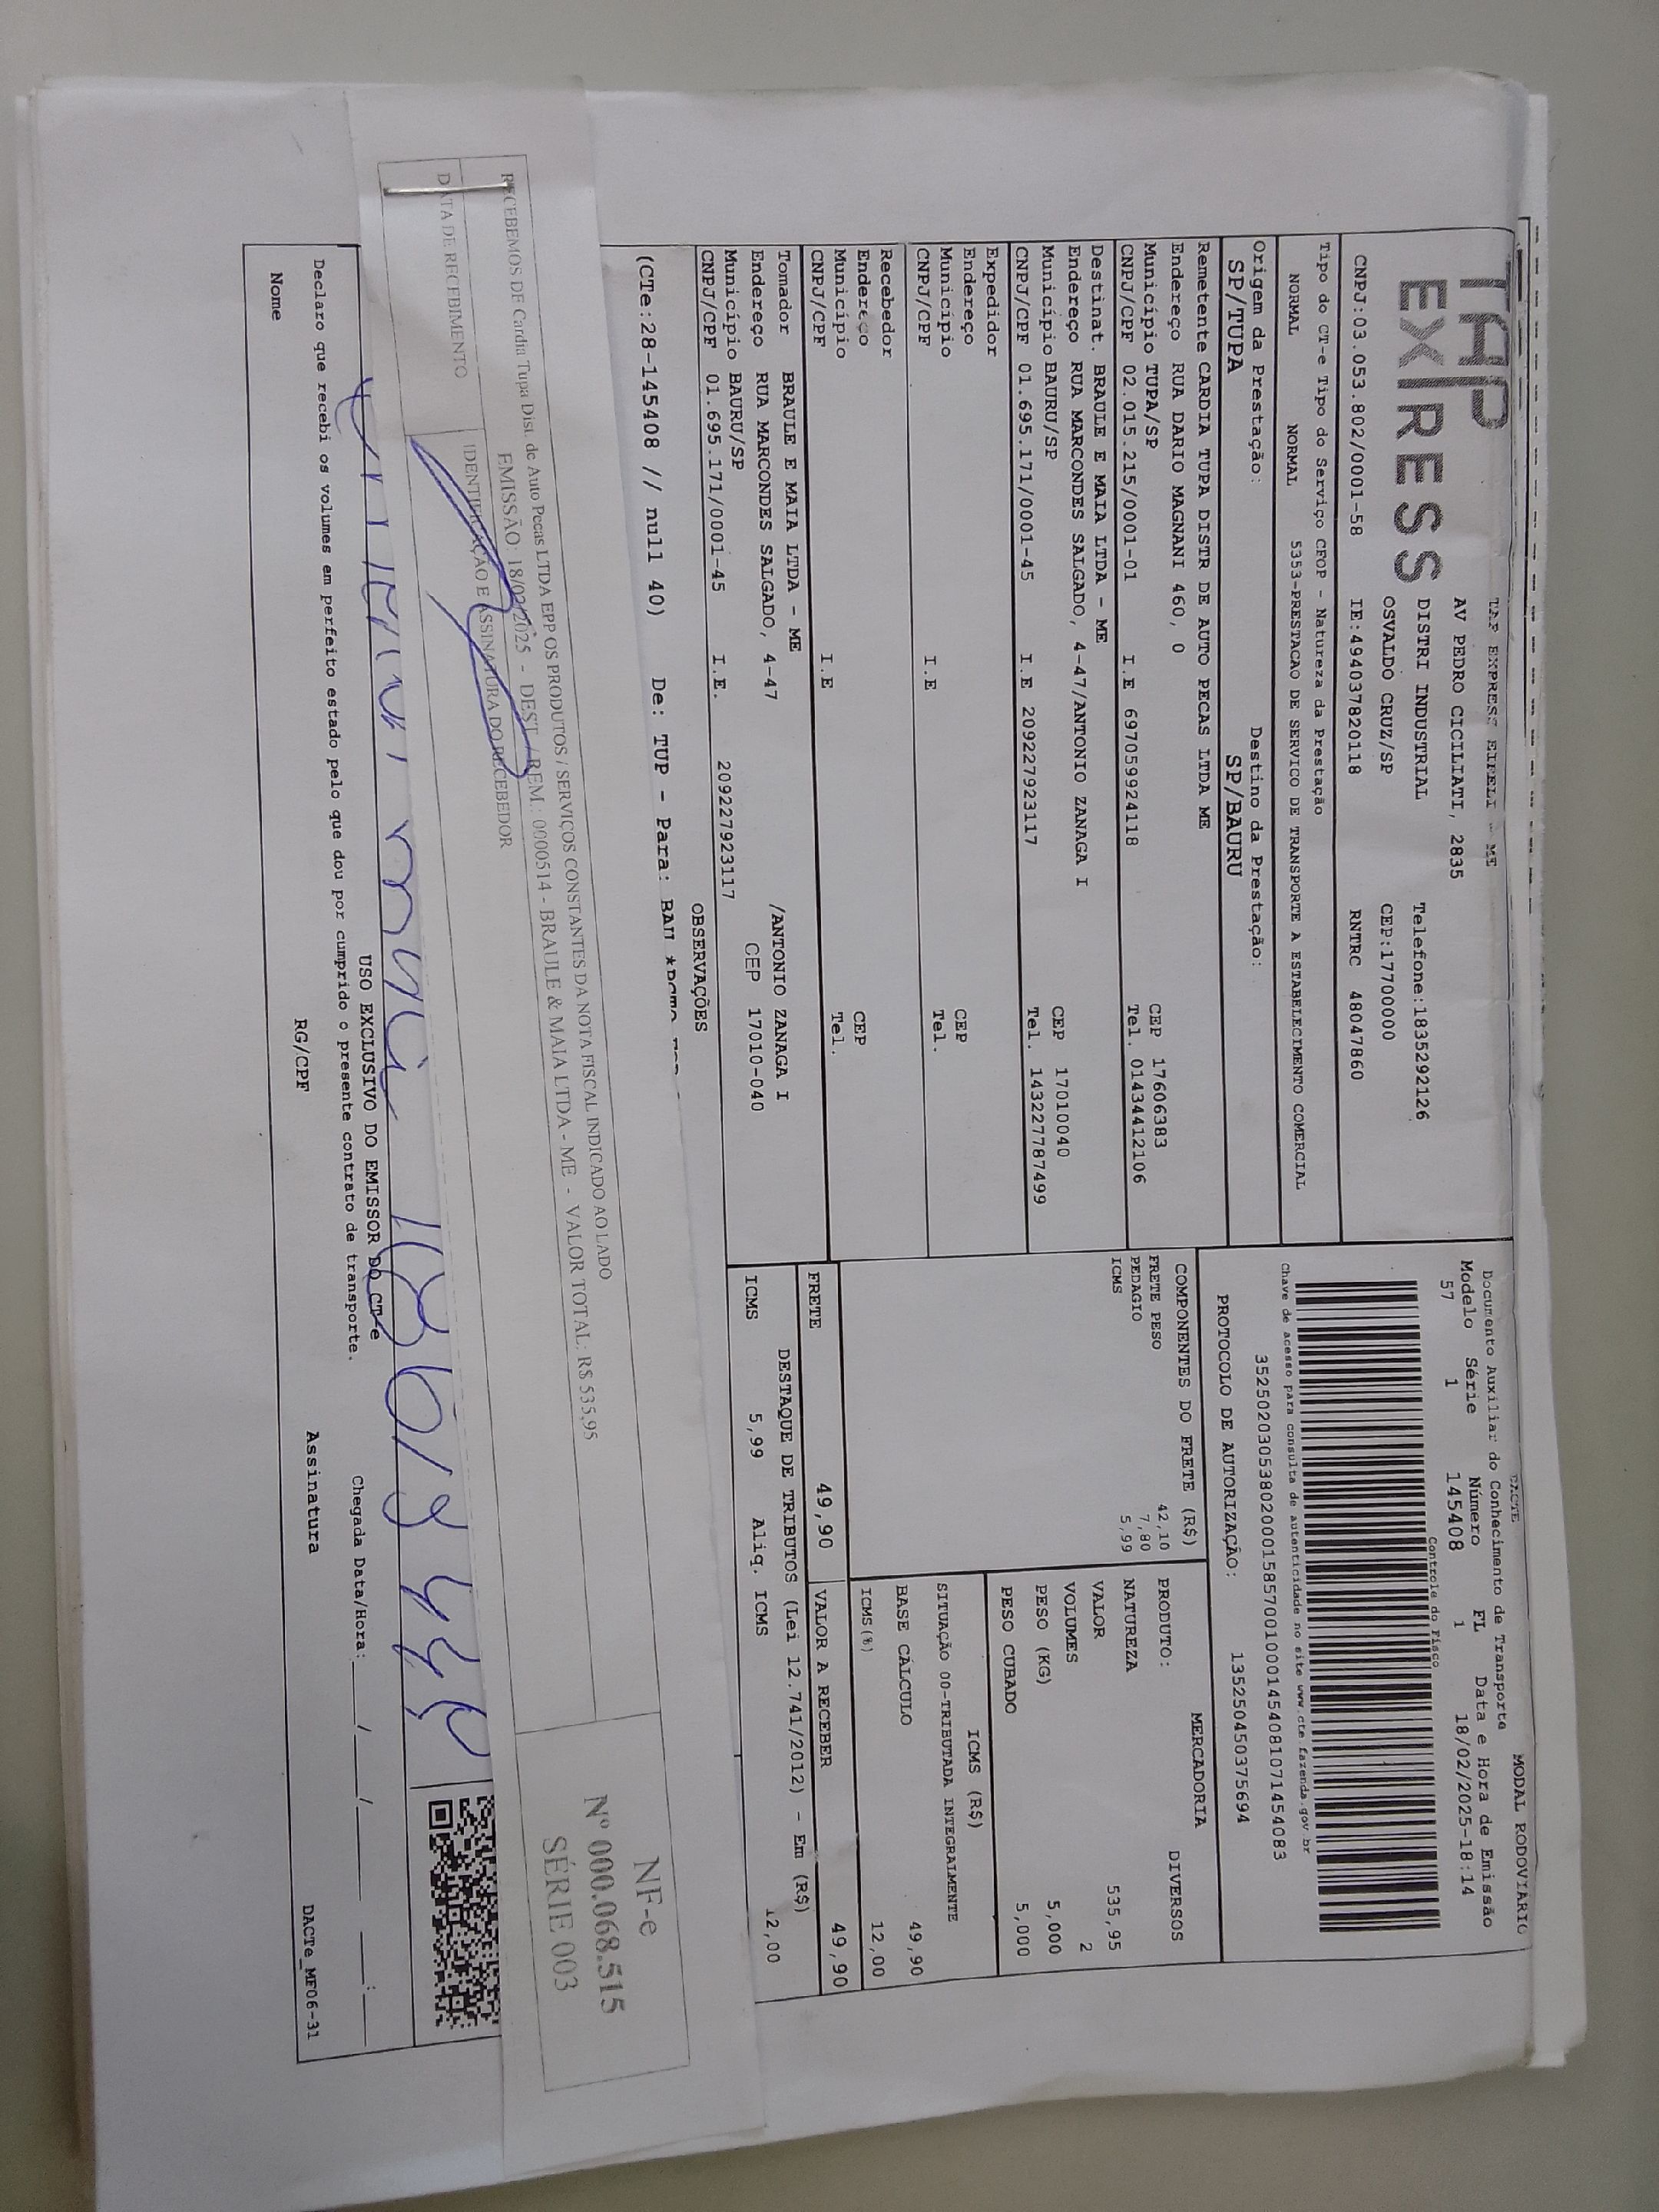 TAP
EXPRESS
TAP EXPRESS EIRELI - ME
AV PEDRO CICILIATI, 2835
DISTRI INDUSTRIAL Telefone:1835292126
OSVALDO CRUZ/SP CEP:17700000
CNPJ:03.053.802/0001-58 IE:494037820118 RNTRC 48047860
Tipo do CT-e Tipo do Serviço CFOP - Natureza da Prestação
NORMAL NORMAL 5353-PRESTACAO DE SERVICO DE TRANSPORTE A ESTABELECIMENTO COMERCIAL
Origem da Prestação: Destino da Prestação:
SP/TUPA SP/BAURU
Remetente CARDIA TUPA DISTR DE AUTO PECAS LTDA ME
Endereço RUA DARIO MAGNANI 460, 0
Município TUPA/SP CEP 17606383
CNPJ/CPF 02.015.215/0001-01 I.E 697059924118 Tel. 01434412106
Destinat. BRAULE E MAIA LTDA - ME
Endereço RUA MARCONDES SALGADO, 4-47/ANTONIO ZANAGA I
Município BAURU/SP CEP 17010040
CNPJ/CPF 01.695.171/0001-45 I.E 209227923117 Tel. 143227787499
Expedidor
Endereço
Município CEP
CNPJ/CPF I.E Tel.
Recebedor
Endereço
Município CEP
CNPJ/CPF I.E Tel.
Tomador BRAULE E MAIA LTDA - ME /ANTONIO ZANAGA I
Endereço RUA MARCONDES SALGADO, 4-47 CEP 17010-040
Município BAURU/SP
CNPJ/CPF 01.695.171/0001-45 I.E. 209227923117
OBSERVAÇÕES
(CTe:28-145408 // null 40) De: TUP - Para: BAU
DACTE MODAL RODOVIÁRIO
Documento Auxiliar do Conhecimento de Transporte
Modelo Série Número FL Data e Hora de Emissão
57 1 145408 1 18/02/2025-18:14
Controle do Fisco
Chave de acesso para consulta de autenticidade no site www.cte.fazenda.gov.br
35250203053802000158570010001454081071454083
PROTOCOLO DE AUTORIZAÇÃO: 135250450375694
COMPONENTES DO FRETE (R$)
FRETE PESO 42,10
PEDAGIO 7,80
ICMS 5,99
MERCADORIA
PRODUTO: DIVERSOS
NATUREZA
VALOR 535,95
VOLUMES 2
PESO (KG) 5,000
PESO CUBADO 5,000
ICMS (R$)
SITUAÇÃO 00-TRIBUTADA INTEGRALMENTE
BASE CÁLCULO 49,90
ICMS(%) 12,00
FRETE 49,90 VALOR A RECEBER 49,90
DESTAQUE DE TRIBUTOS (Lei 12.741/2012) - Em (R$)
ICMS 5,99 Aliq. ICMS 12,00
RECEBEMOS DE Cardia Tupa Dist. de Auto Pecas LTDA EPP OS PRODUTOS / SERVIÇOS CONSTANTES DA NOTA FISCAL INDICADO AO LADO
EMISSÃO: 18/02/2025 - DEST. / REM.: 0000514 - BRAULE & MAIA LTDA - ME - VALOR TOTAL: R$ 535,95
DATA DE RECEBIMENTO IDENTIFICAÇÃO E ASSINATURA DO RECEBEDOR
NF-e
Nº 000.068.515
SÉRIE 003
USO EXCLUSIVO DO EMISSOR DO CT-e
Declaro que recebi os volumes em perfeito estado pelo que dou por cumprido o presente contrato de transporte. Chegada Data/Hora:____/____/____ ____:____
Nome RG/CPF Assinatura DACTe_MF06-31